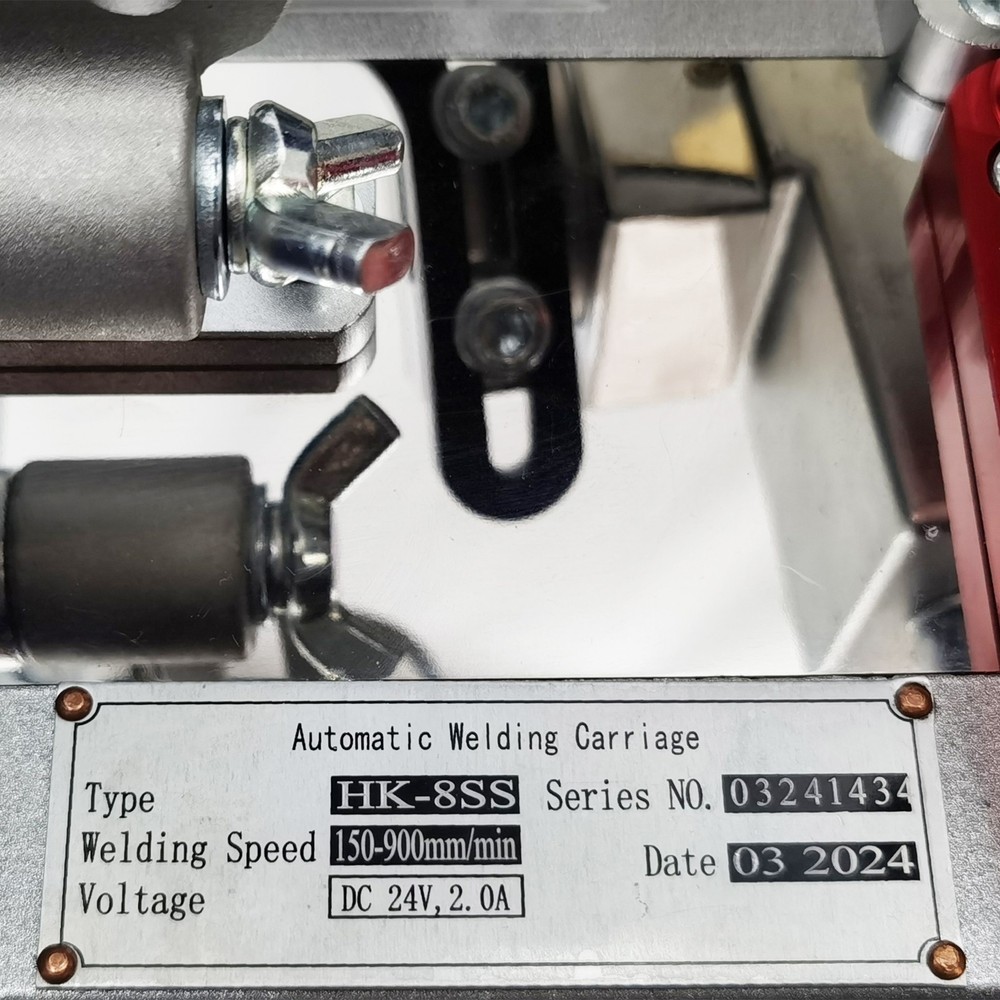 Automatic Welding Carriage
Type HK-8SS Series NO. 03241434
Welding Speed 150-900mm/min
Date 03 2024
Voltage DC 24V, 2.0A